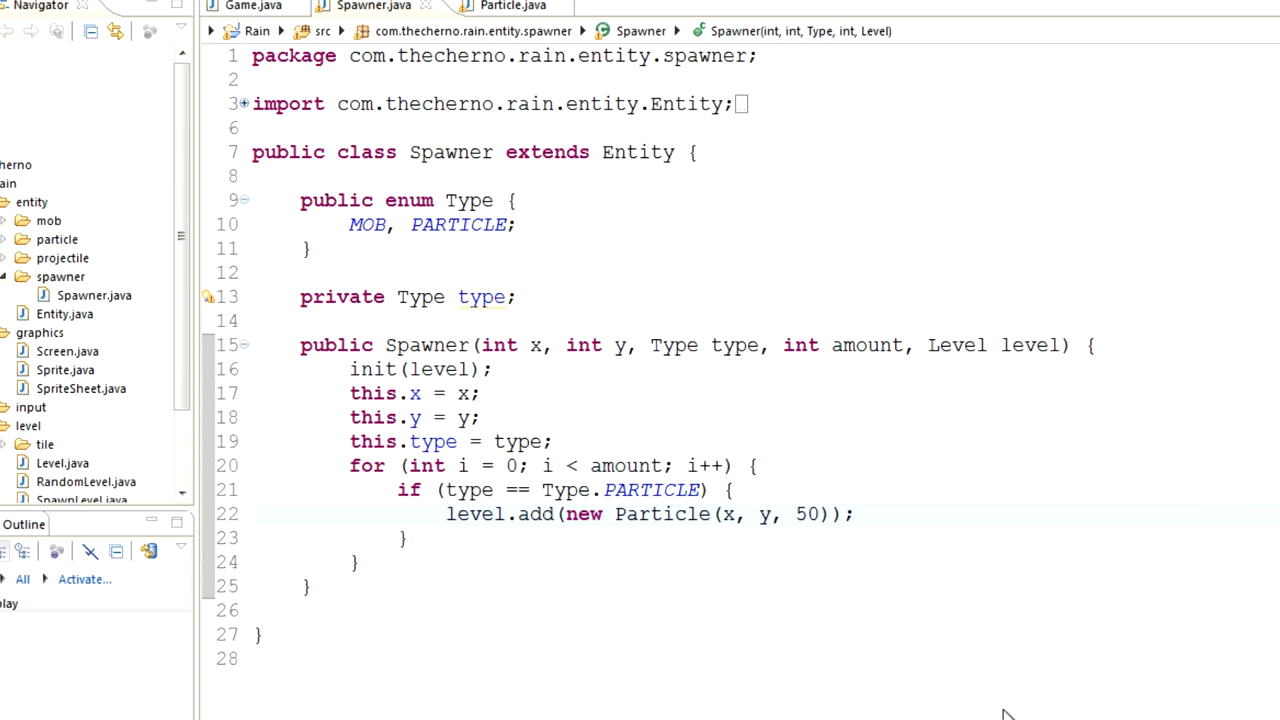 Navigator
Game.java
Spawner.java
Particle.java
Rain
src
com.thecherno.rain.entity.spawner
Spawner
Spawner(int, int, Type, int, Level)
herno
ain
entity
mob
particle
projectile
spawner
Spawner.java
Entity.java
graphics
Screen.java
Sprite.java
SpriteSheet.java
input
level
tile
Level.java
RandomLevel.java
SpawnLevel.java
Outline
All
Activate...
play
1 package com.thecherno.rain.entity.spawner;
2
3 import com.thecherno.rain.entity.Entity;
6
7 public class Spawner extends Entity {
8
9 public enum Type {
10 MOB, PARTICLE;
11 }
12
13 private Type type;
14
15 public Spawner(int x, int y, Type type, int amount, Level level) {
16 init(level);
17 this.x = x;
18 this.y = y;
19 this.type = type;
20 for (int i = 0; i < amount; i++) {
21 if (type == Type.PARTICLE) {
22 level.add(new Particle(x, y, 50));
23 }
24 }
25 }
26
27 }
28